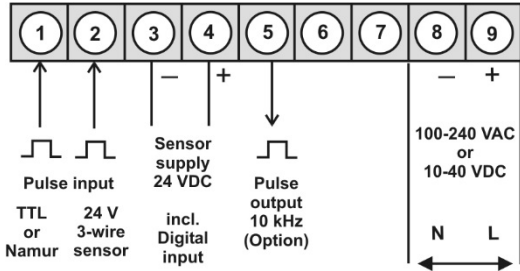 1 2 3 4 5 6 7 8 9
– + – +
Pulse input
TTL
or
Namur
24 V
3-wire
sensor
Sensor
supply
24 VDC
incl.
Digital
input
Pulse
output
10 kHz
(Option)
100-240 VAC
or
10-40 VDC
N L